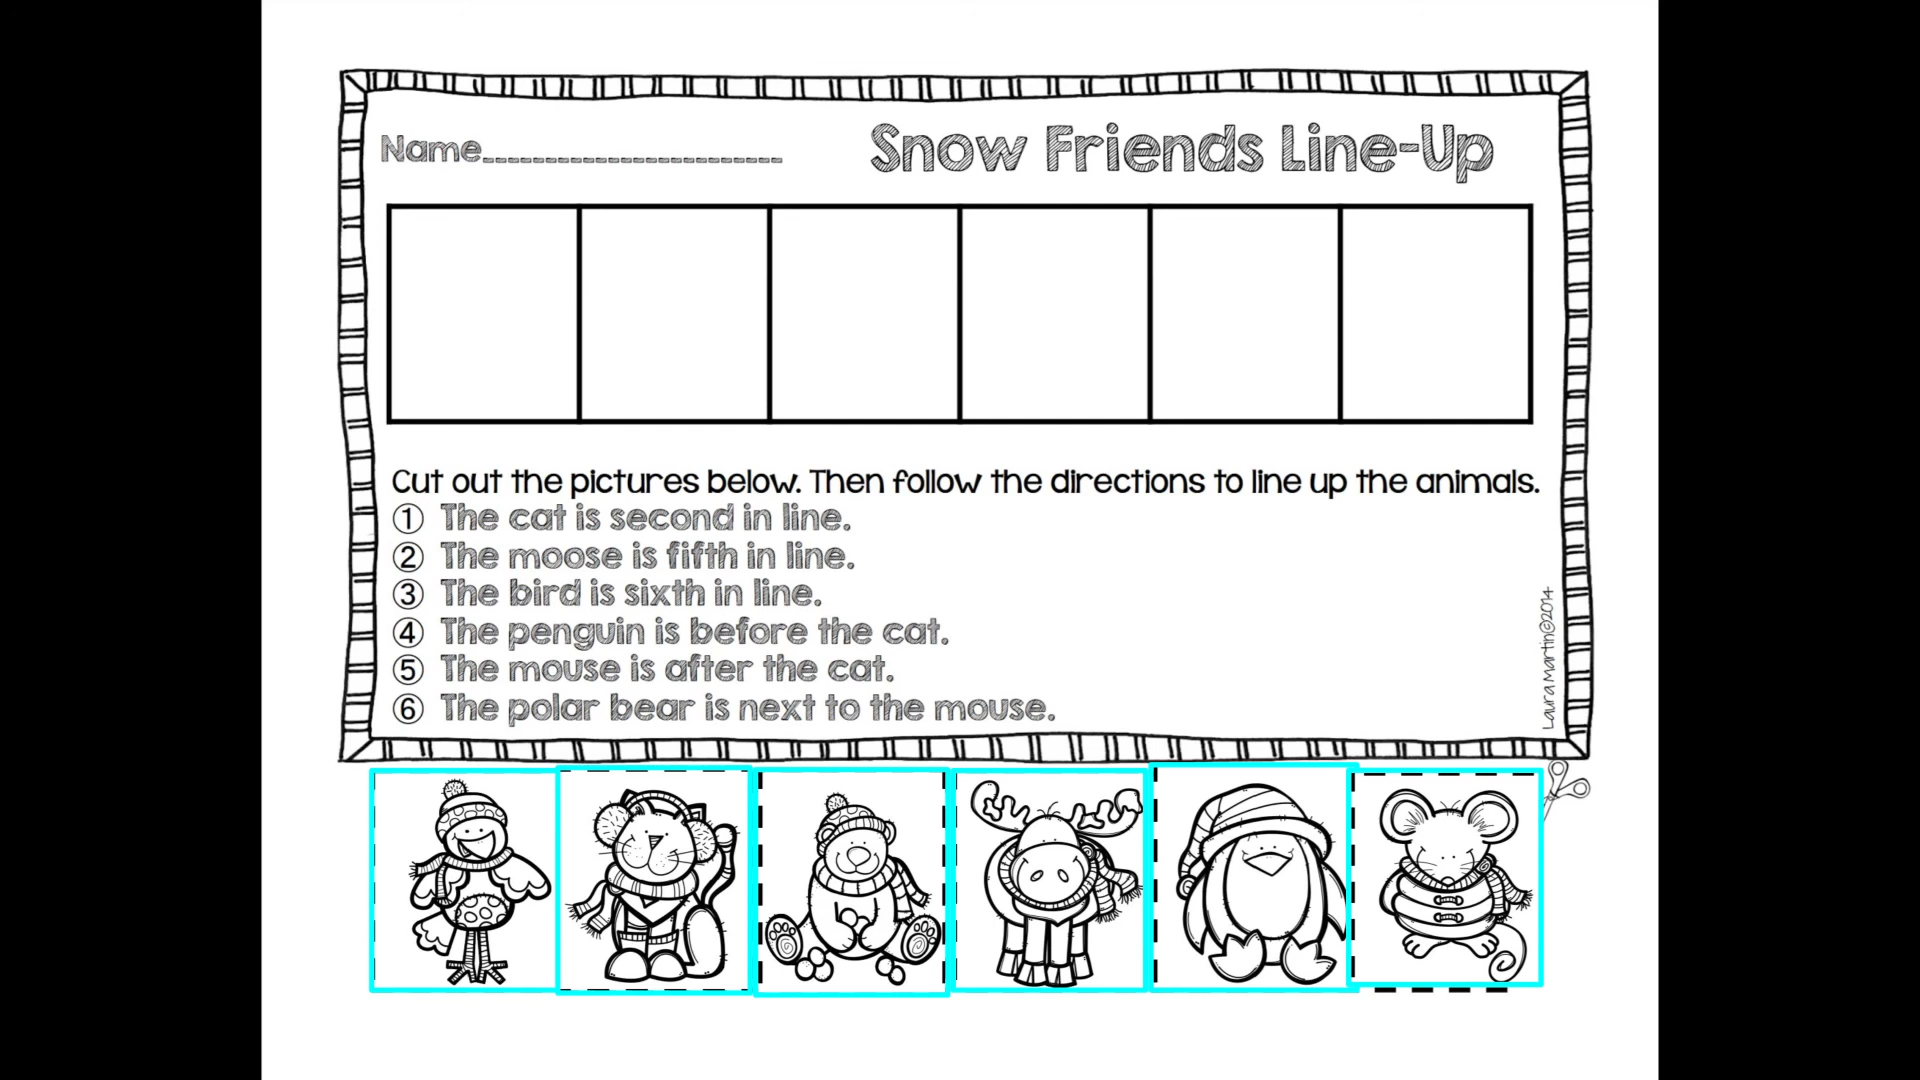 Name
Snow Friends Line-Up
Cut out the pictures below. Then follow the directions to line up the animals.
① The cat is second in line.
② The moose is fifth in line.
③ The bird is sixth in line.
④ The penguin is before the cat.
⑤ The mouse is after the cat.
⑥ The polar bear is next to the mouse.
Laura Martin©2014